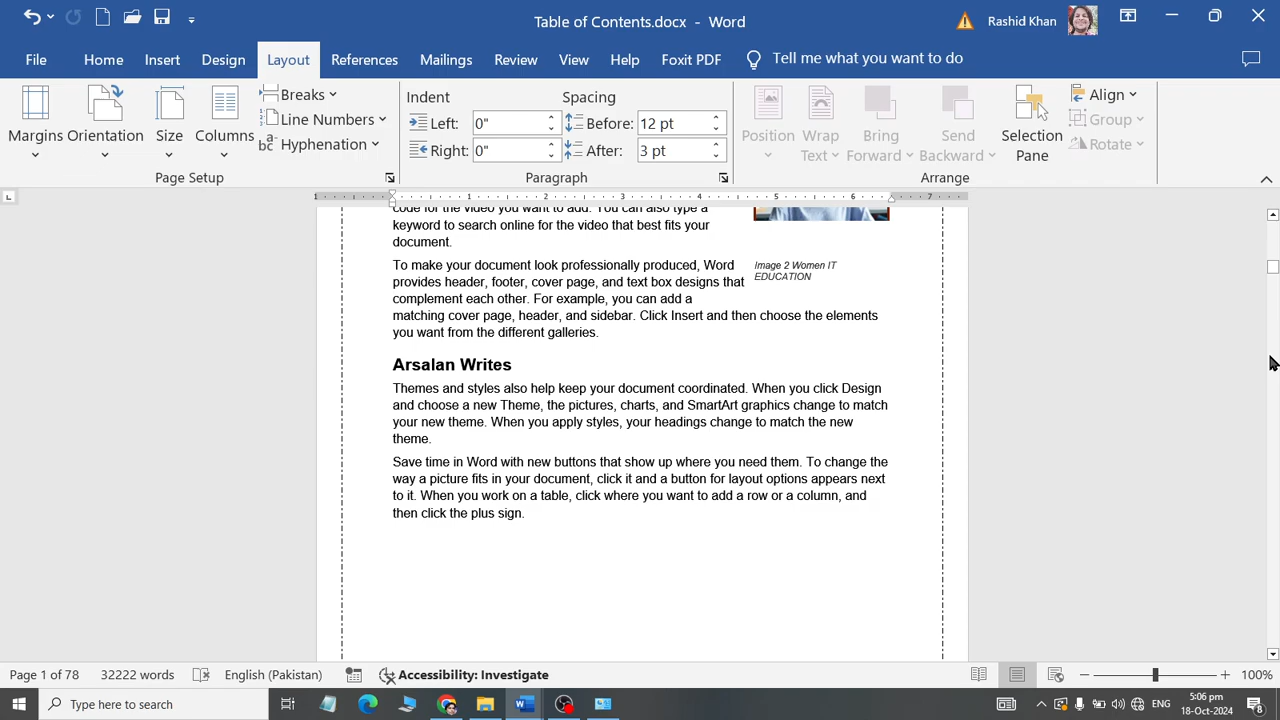 Table of Contents.docx - Word
Rashid Khan
File Home Insert Design Layout References Mailings Review View Help Foxit PDF Tell me what you want to do
Margins
Orientation
Size
Columns
Breaks
Line Numbers
Hyphenation
Page Setup
Indent
Left: 0"
Right: 0"
Spacing
Before: 12 pt
After: 3 pt
Paragraph
Position
Wrap
Text
Bring
Forward
Send
Backward
Selection
Pane
Align
Group
Rotate
Arrange
1 1 2 3 4 5 6 7
code for the video you want to add. You can also type a
keyword to search online for the video that best fits your
document.
To make your document look professionally produced, Word
provides header, footer, cover page, and text box designs that
complement each other. For example, you can add a
matching cover page, header, and sidebar. Click Insert and then choose the elements
you want from the different galleries.
Image 2 Women IT
EDUCATION
Arsalan Writes
Themes and styles also help keep your document coordinated. When you click Design
and choose a new Theme, the pictures, charts, and SmartArt graphics change to match
your new theme. When you apply styles, your headings change to match the new
theme.
Save time in Word with new buttons that show up where you need them. To change the
way a picture fits in your document, click it and a button for layout options appears next
to it. When you work on a table, click where you want to add a row or a column, and
then click the plus sign.
Page 1 of 78 32222 words English (Pakistan) Accessibility: Investigate 100%
Type here to search
ENG
5:06 pm
18-Oct-2024
8